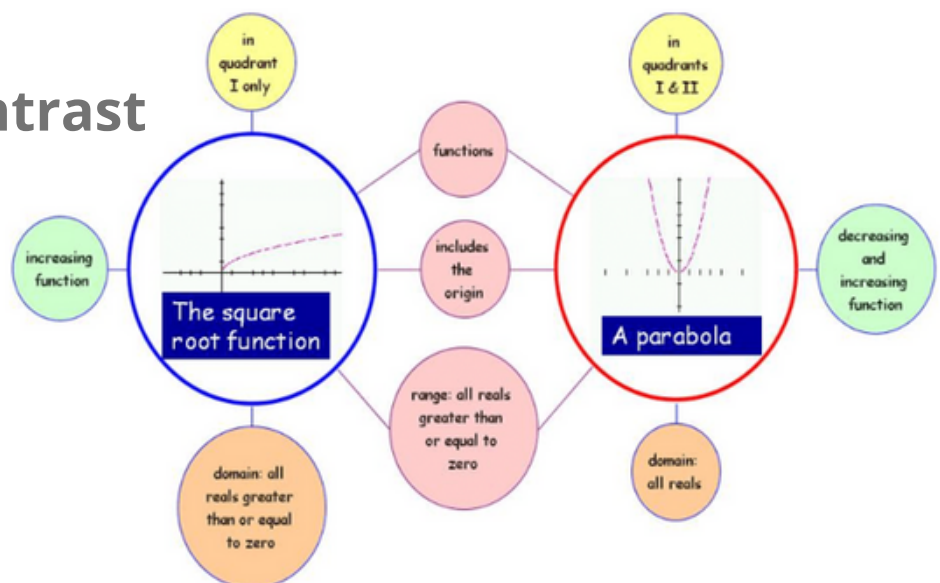 ntrast
in
quadrant
I only
in
quadrants
I & II
functions
increasing
function
includes
the
origin
decreasing
and
increasing
function
The square
root function
A parabola
range: all reals
greater than
or equal to
zero
domain: all
reals greater
than or equal
to zero
domain:
all reals